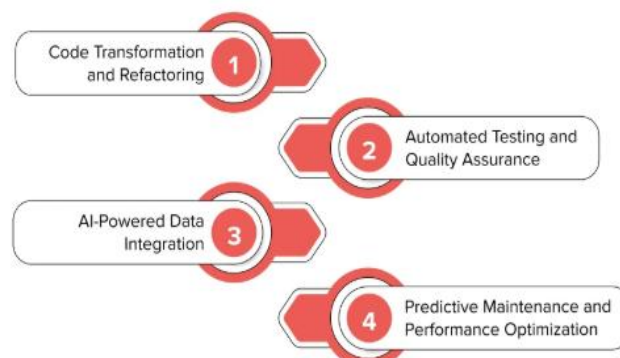 Code Transformation
and Refactoring
1
2
Automated Testing and
Quality Assurance
AI-Powered Data
Integration
3
4
Predictive Maintenance and
Performance Optimization